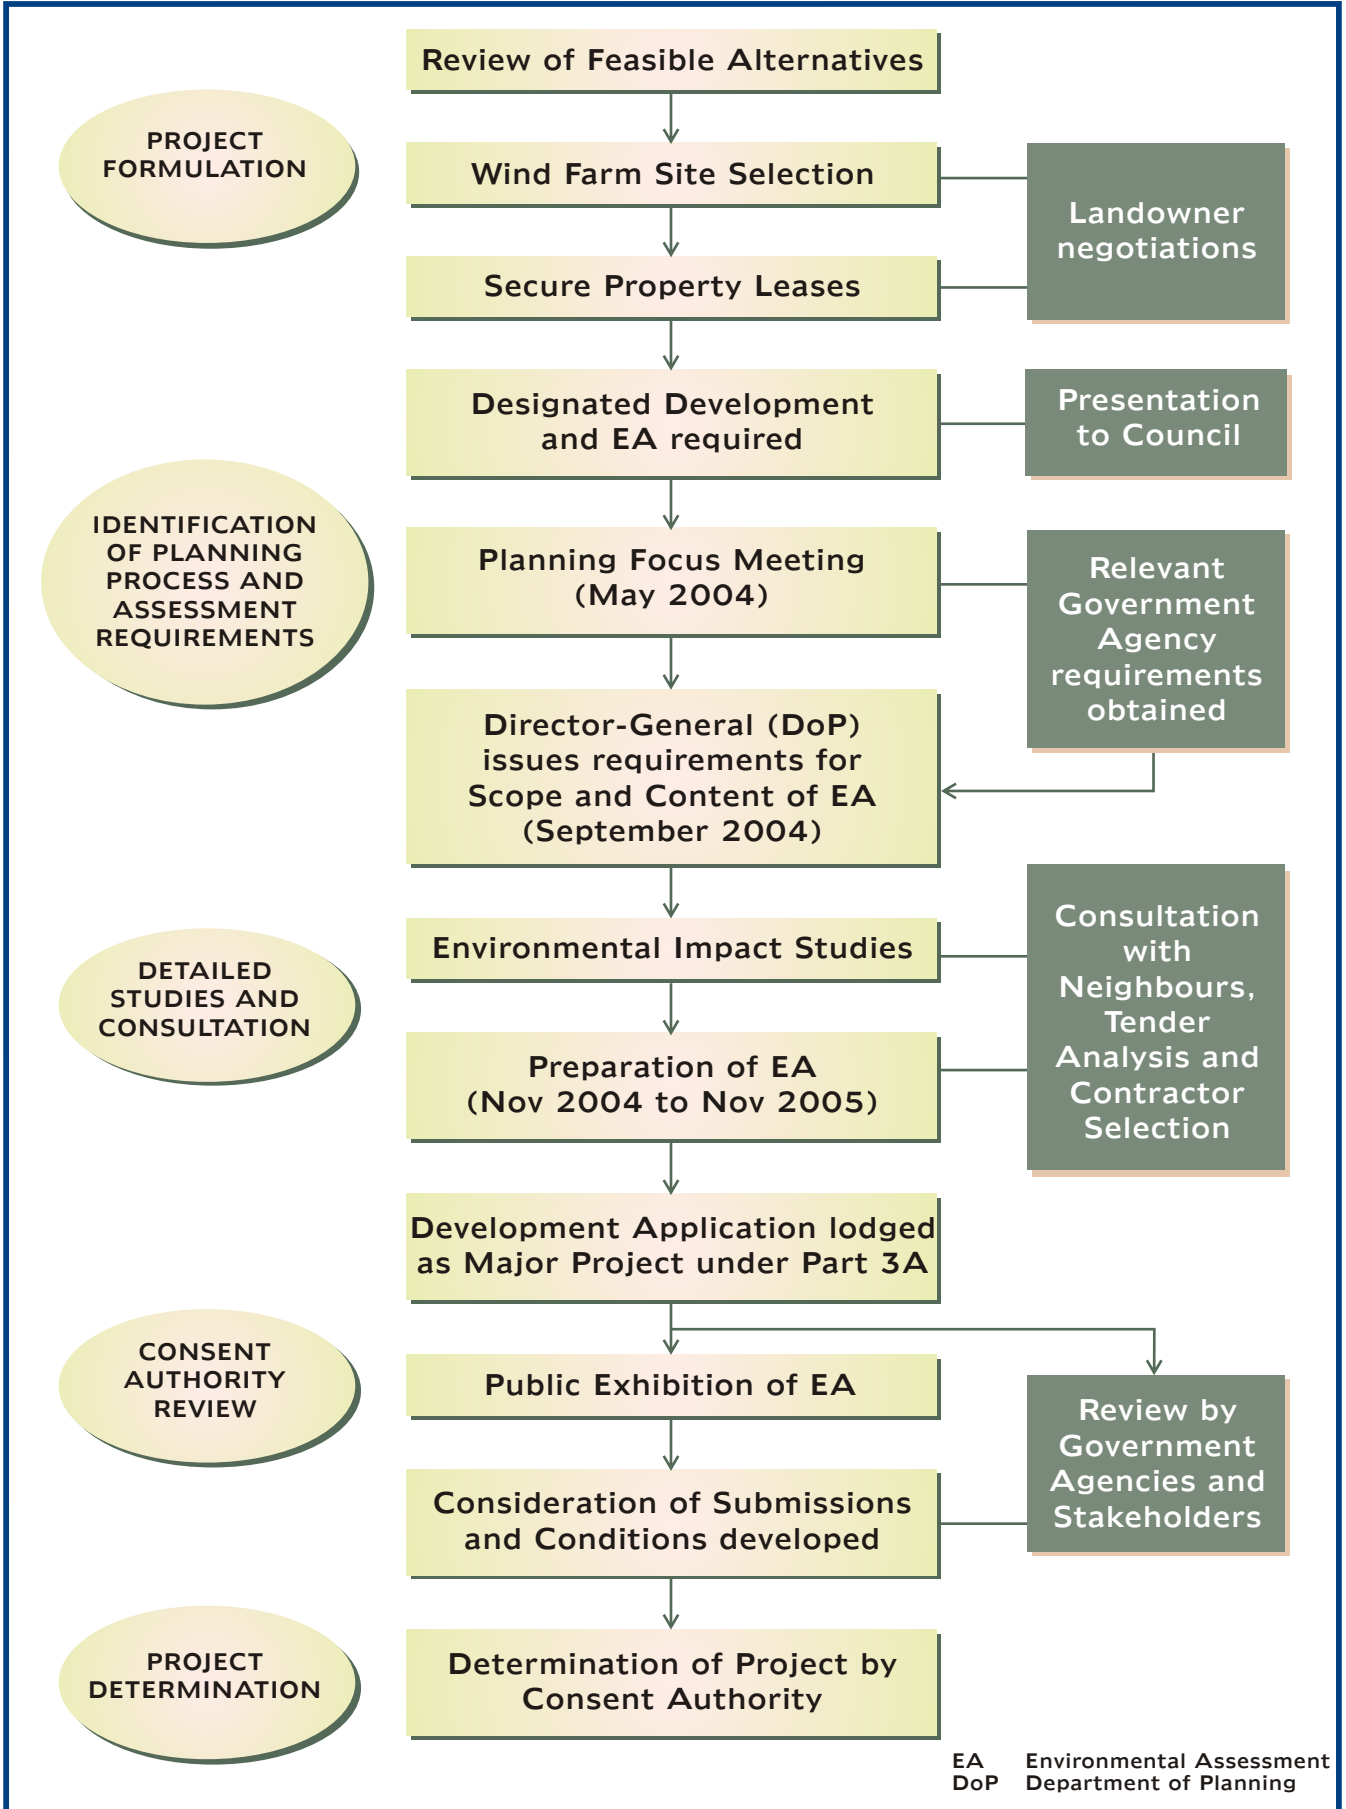 Review of Feasible Alternatives
PROJECT
FORMULATION
Wind Farm Site Selection
Landowner
negotiations
Secure Property Leases
Designated Development
and EA required
Presentation
to Council
IDENTIFICATION
OF PLANNING
PROCESS AND
ASSESSMENT
REQUIREMENTS
Planning Focus Meeting
(May 2004)
Relevant
Government
Agency
requirements
obtained
Director-General (DoP)
issues requirements for
Scope and Content of EA
(September 2004)
DETAILED
STUDIES AND
CONSULTATION
Environmental Impact Studies
Consultation
with
Neighbours,
Tender
Analysis and
Contractor
Selection
Preparation of EA
(Nov 2004 to Nov 2005)
Development Application lodged
as Major Project under Part 3A
CONSENT
AUTHORITY
REVIEW
Public Exhibition of EA
Review by
Government
Agencies and
Stakeholders
Consideration of Submissions
and Conditions developed
PROJECT
DETERMINATION
Determination of Project by
Consent Authority
EA Environmental Assessment
DoP Department of Planning